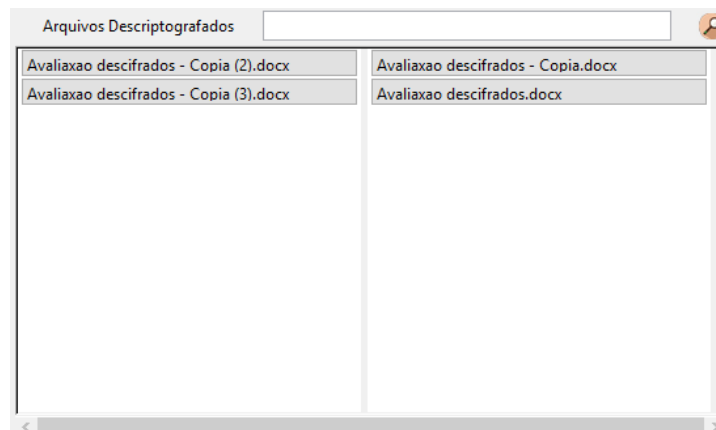 Arquivos Descriptografados
Avaliaxao descifrados - Copia (2).docx
Avaliaxao descifrados - Copia.docx
Avaliaxao descifrados - Copia (3).docx
Avaliaxao descifrados.docx